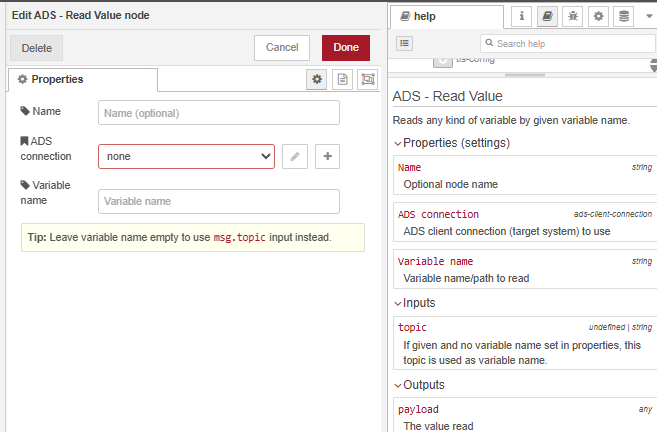 Edit ADS - Read Value node
Delete
Cancel
Done
Properties
Name
Name (optional)
ADS
connection
none
Variable
name
Variable name
Tip: Leave variable name empty to use msg.topic input instead.
help
Search help
tls-config
ADS - Read Value
Reads any kind of variable by given variable name.
Properties (settings)
Name string
Optional node name
ADS connection ads-client-connection
ADS client connection (target system) to use
Variable name string
Variable name/path to read
Inputs
topic undefined | string
If given and no variable name set in properties, this
topic is used as variable name.
Outputs
payload any
The value read